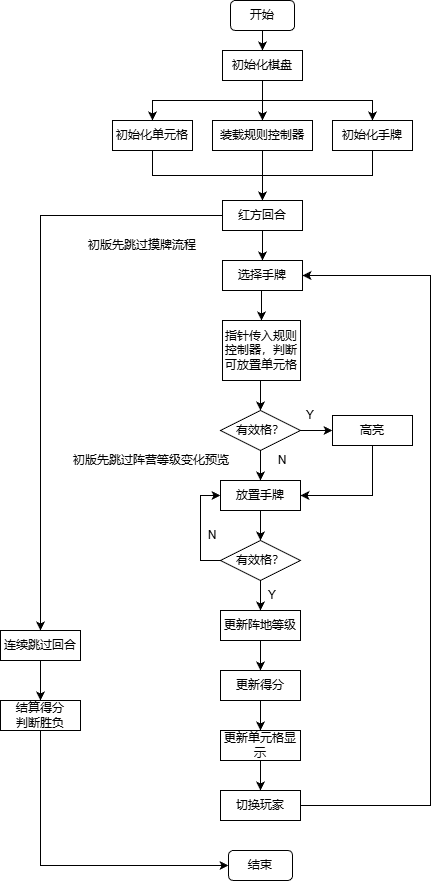 开始
初始化棋盘
初始化单元格
装载规则控制器
初始化手牌
红方回合
初版先跳过摸牌流程
选择手牌
指针传入规则
控制器，判断
可放置单元格
有效格？
Y
高亮
N
初版先跳过阵营等级变化预览
放置手牌
N
有效格？
Y
更新阵地等级
连续跳过回合
更新得分
结算得分
判断胜负
更新单元格显
示
切换玩家
结束